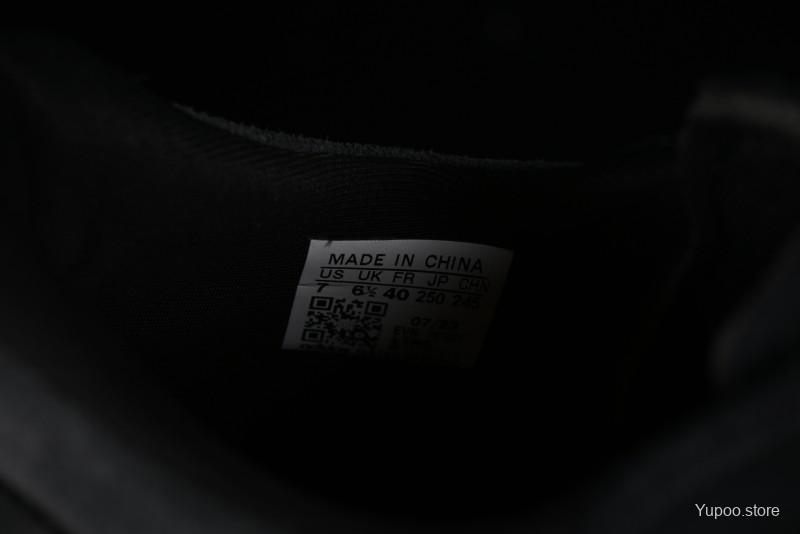 MADE IN CHINA
US UK FR JP CHN
7 6½ 40 250 245
07/23
Yupoo.store